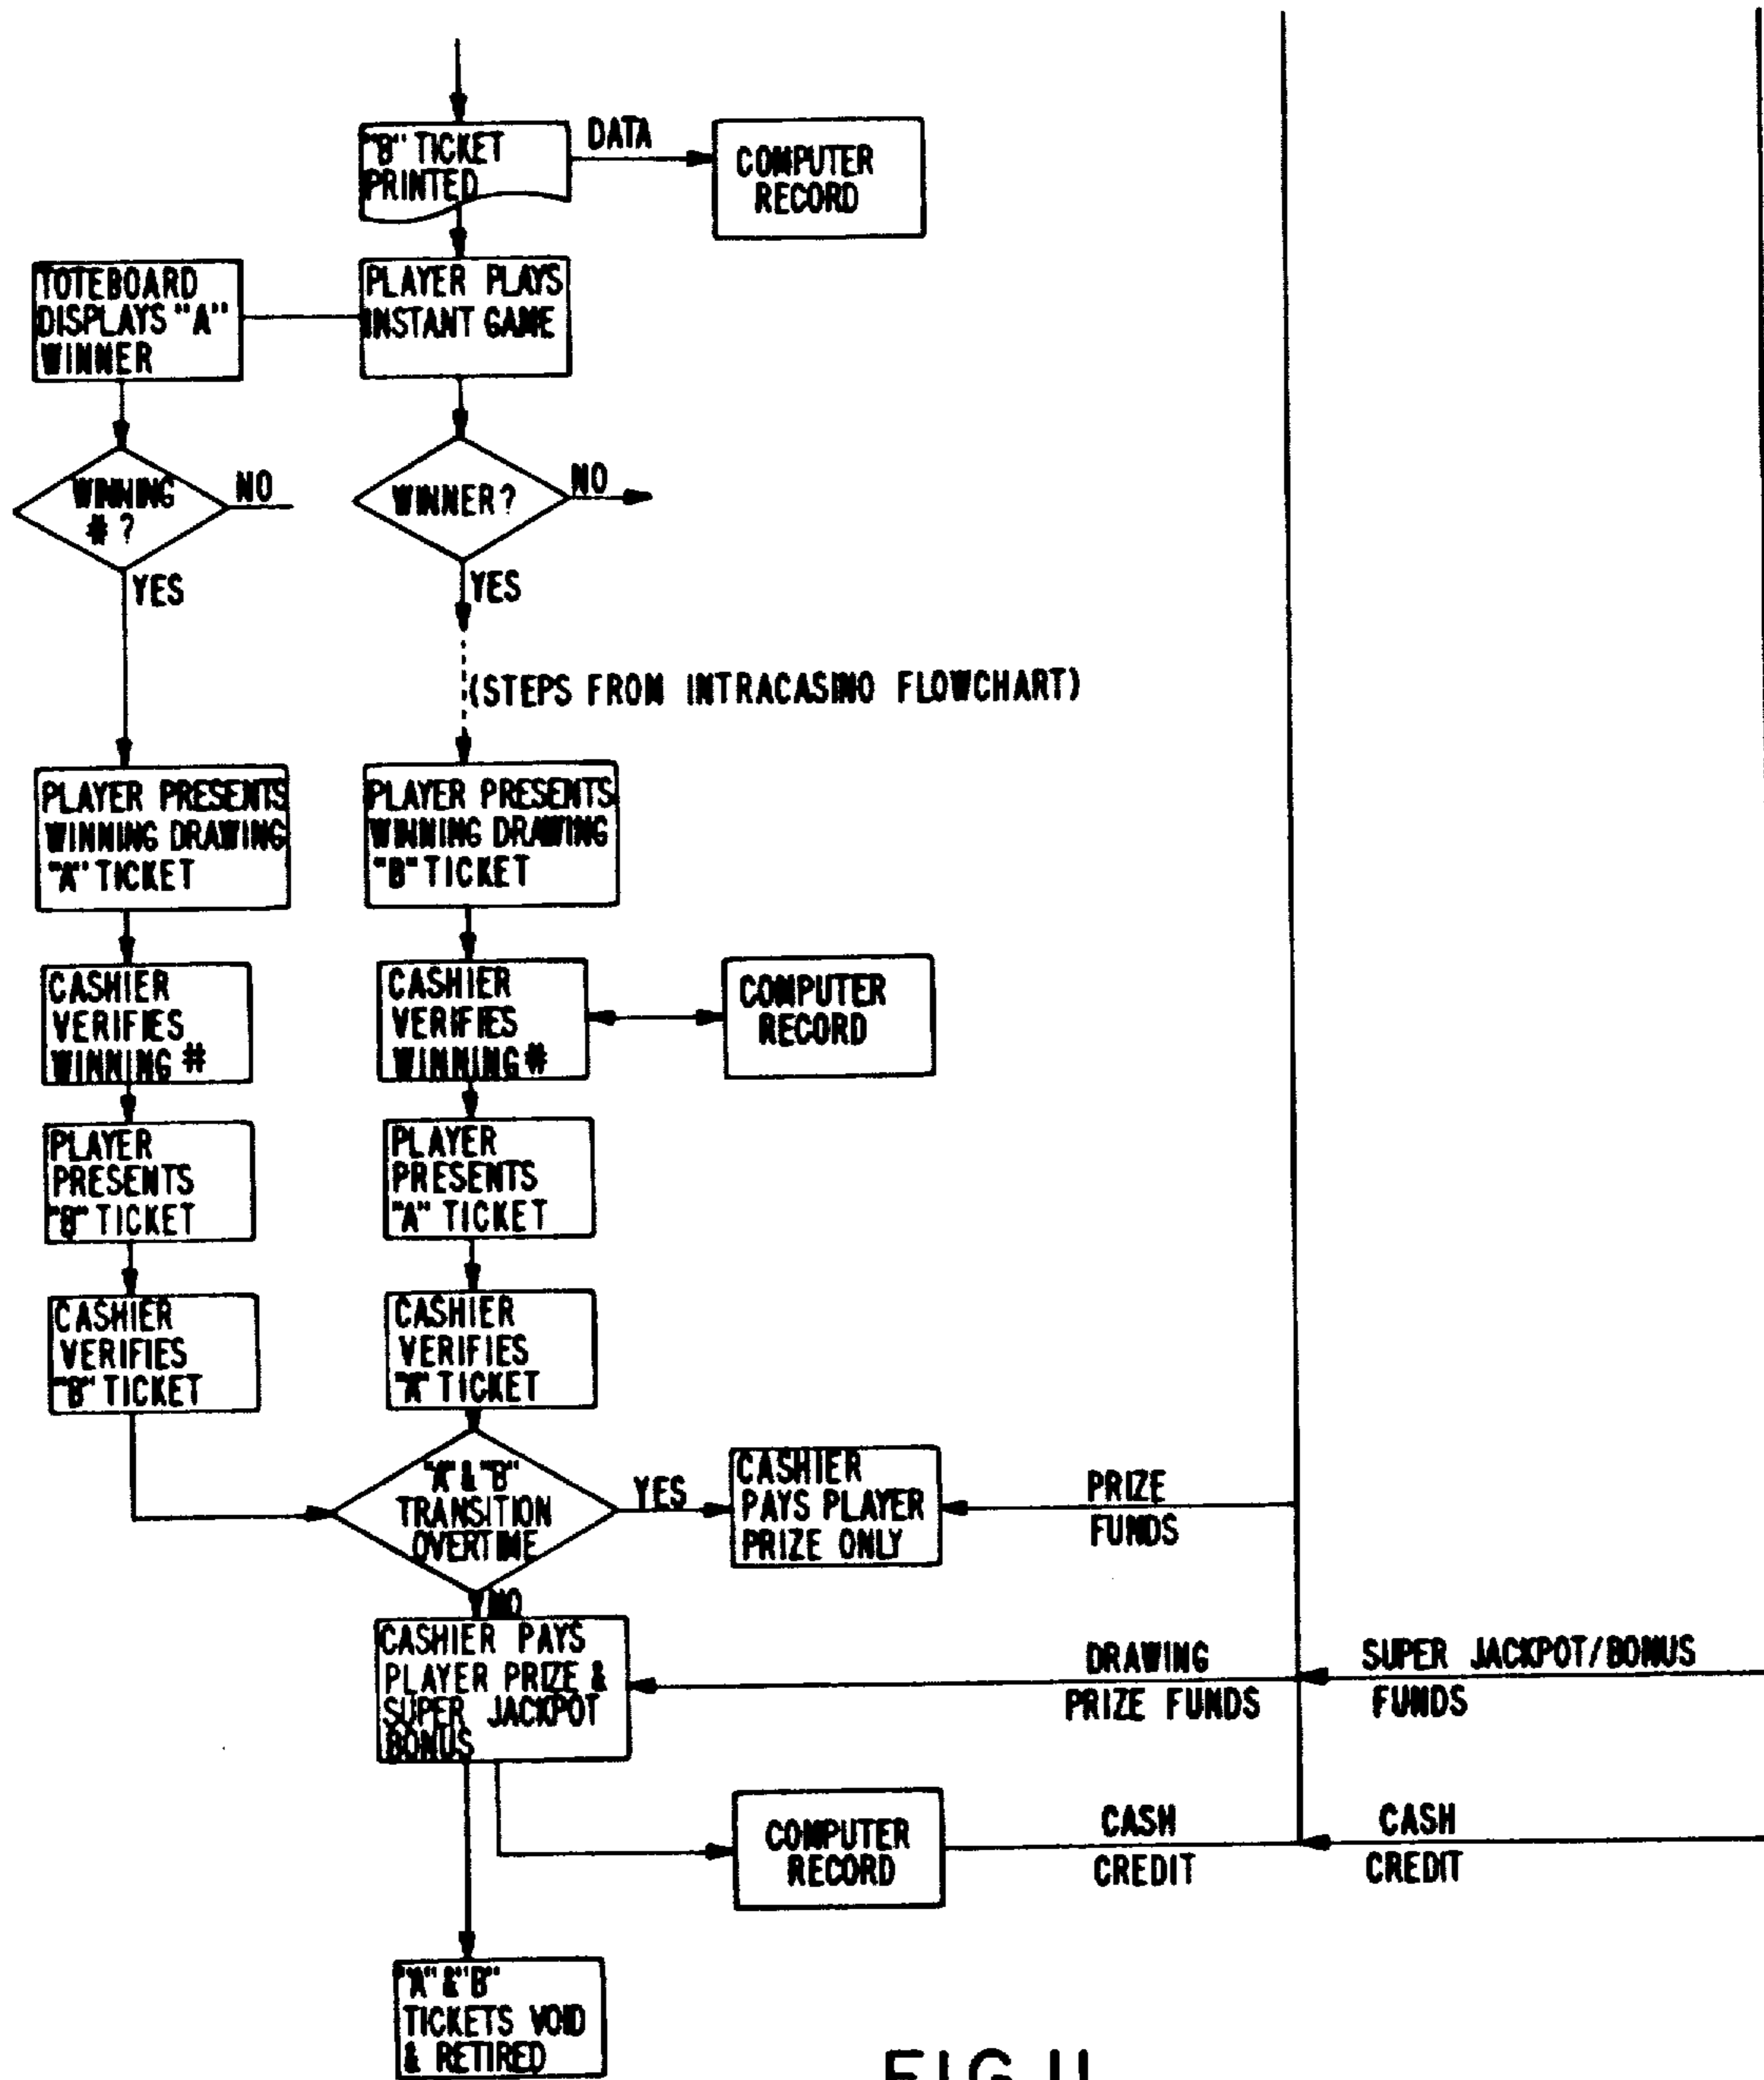 "B" TICKET
PRINTED
DATA
COMPUTER
RECORD
TOTEBOARD
DISPLAYS "A"
WINNER
PLAYER PLAYS
INSTANT GAME
WINNING
# ?
NO
YES
WINNER?
NO
YES
(STEPS FROM INTRACASINO FLOWCHART)
PLAYER PRESENTS
WINNING DRAWING
"A" TICKET
PLAYER PRESENTS
WINNING DRAWING
"B" TICKET
CASHIER
VERIFIES
WINNING #
CASHIER
VERIFIES
WINNING #
COMPUTER
RECORD
PLAYER
PRESENTS
"B" TICKET
PLAYER
PRESENTS
"A" TICKET
CASHIER
VERIFIES
"B" TICKET
CASHIER
VERIFIES
"A" TICKET
"A" & "B"
TRANSITION
OVERTIME
YES
CASHIER
PAYS PLAYER
PRIZE ONLY
PRIZE
FUNDS
NO
CASHIER PAYS
PLAYER PRIZE &
SUPER JACKPOT
BONUS
DRAWING
PRIZE FUNDS
SUPER JACKPOT/BONUS
FUNDS
COMPUTER
RECORD
CASH
CREDIT
CASH
CREDIT
"A" & "B"
TICKETS VOID
& RETIRED
FIG. 11